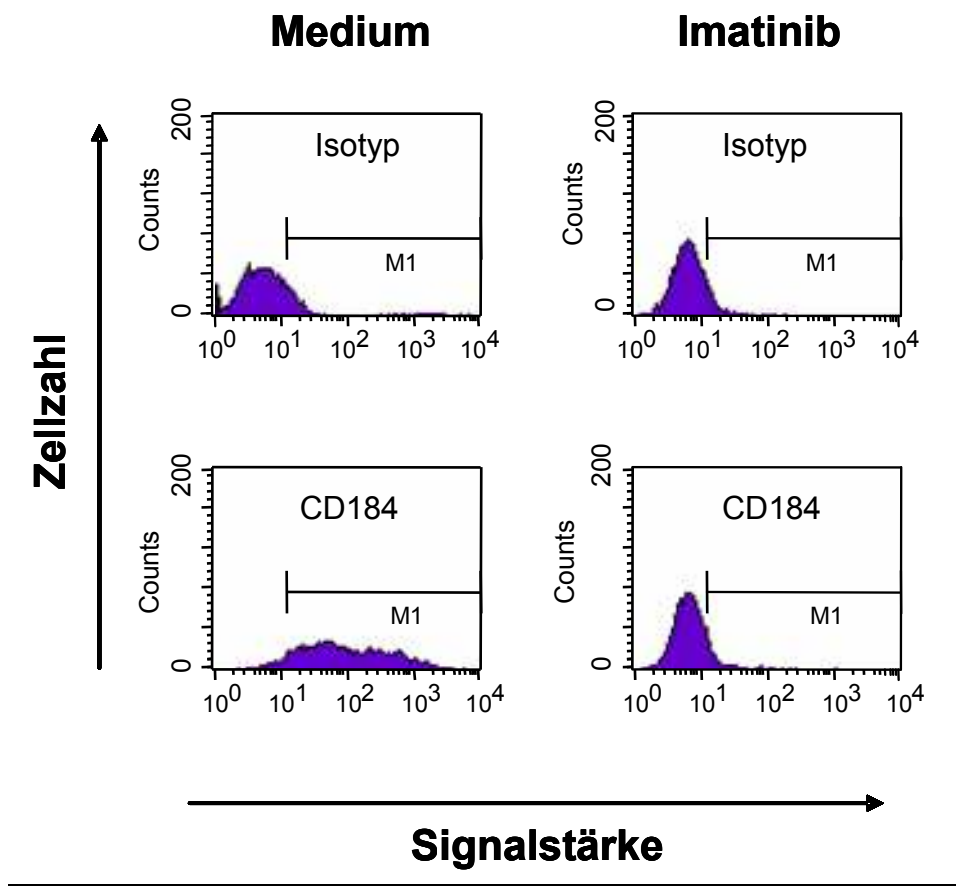 Medium Imatinib
200 200
Isotyp Isotyp
Counts Counts
M1 M1
0 0
10^0 10^1 10^2 10^3 10^4 10^0 10^1 10^2 10^3 10^4
Zellzahl
200 200
CD184 CD184
Counts Counts
M1 M1
0 0
10^0 10^1 10^2 10^3 10^4 10^0 10^1 10^2 10^3 10^4
Signalstärke